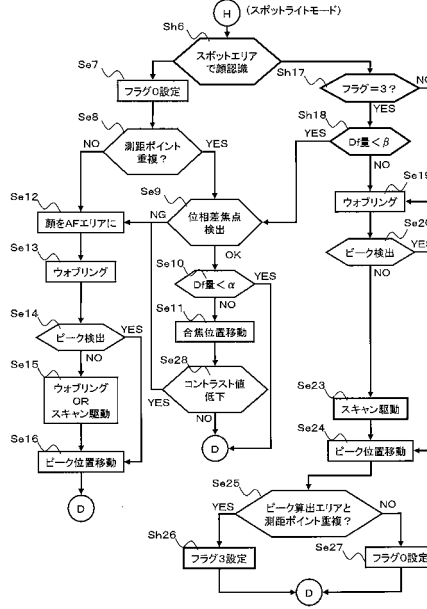 H
(スポットライトモード)
Sh6
スポットエリア
で顔認識
Se7
フラグ0設定
Sh17
フラグ=3?
NO
YES
Se8
測距ポイント
重複?
NO
YES
Sh18
Df量<β
YES
NO
Se12
顔をAFエリアに
Se9
位相差焦点
検出
NG
OK
Se19
ウォブリング
Se13
ウォブリング
Se10
Df量<α
YES
NO
Se20
ピーク検出
YES
NO
Se11
合焦位置移動
Se14
ピーク検出
YES
NO
Se28
コントラスト値
低下
YES
NO
Se15
ウォブリング
OR
スキャン駆動
Se23
スキャン駆動
Se16
ピーク位置移動
D
Se24
ピーク位置移動
D
Se25
ピーク算出エリアと
測距ポイント重複?
YES
NO
Sh26
フラグ3設定
Se27
フラグ0設定
D